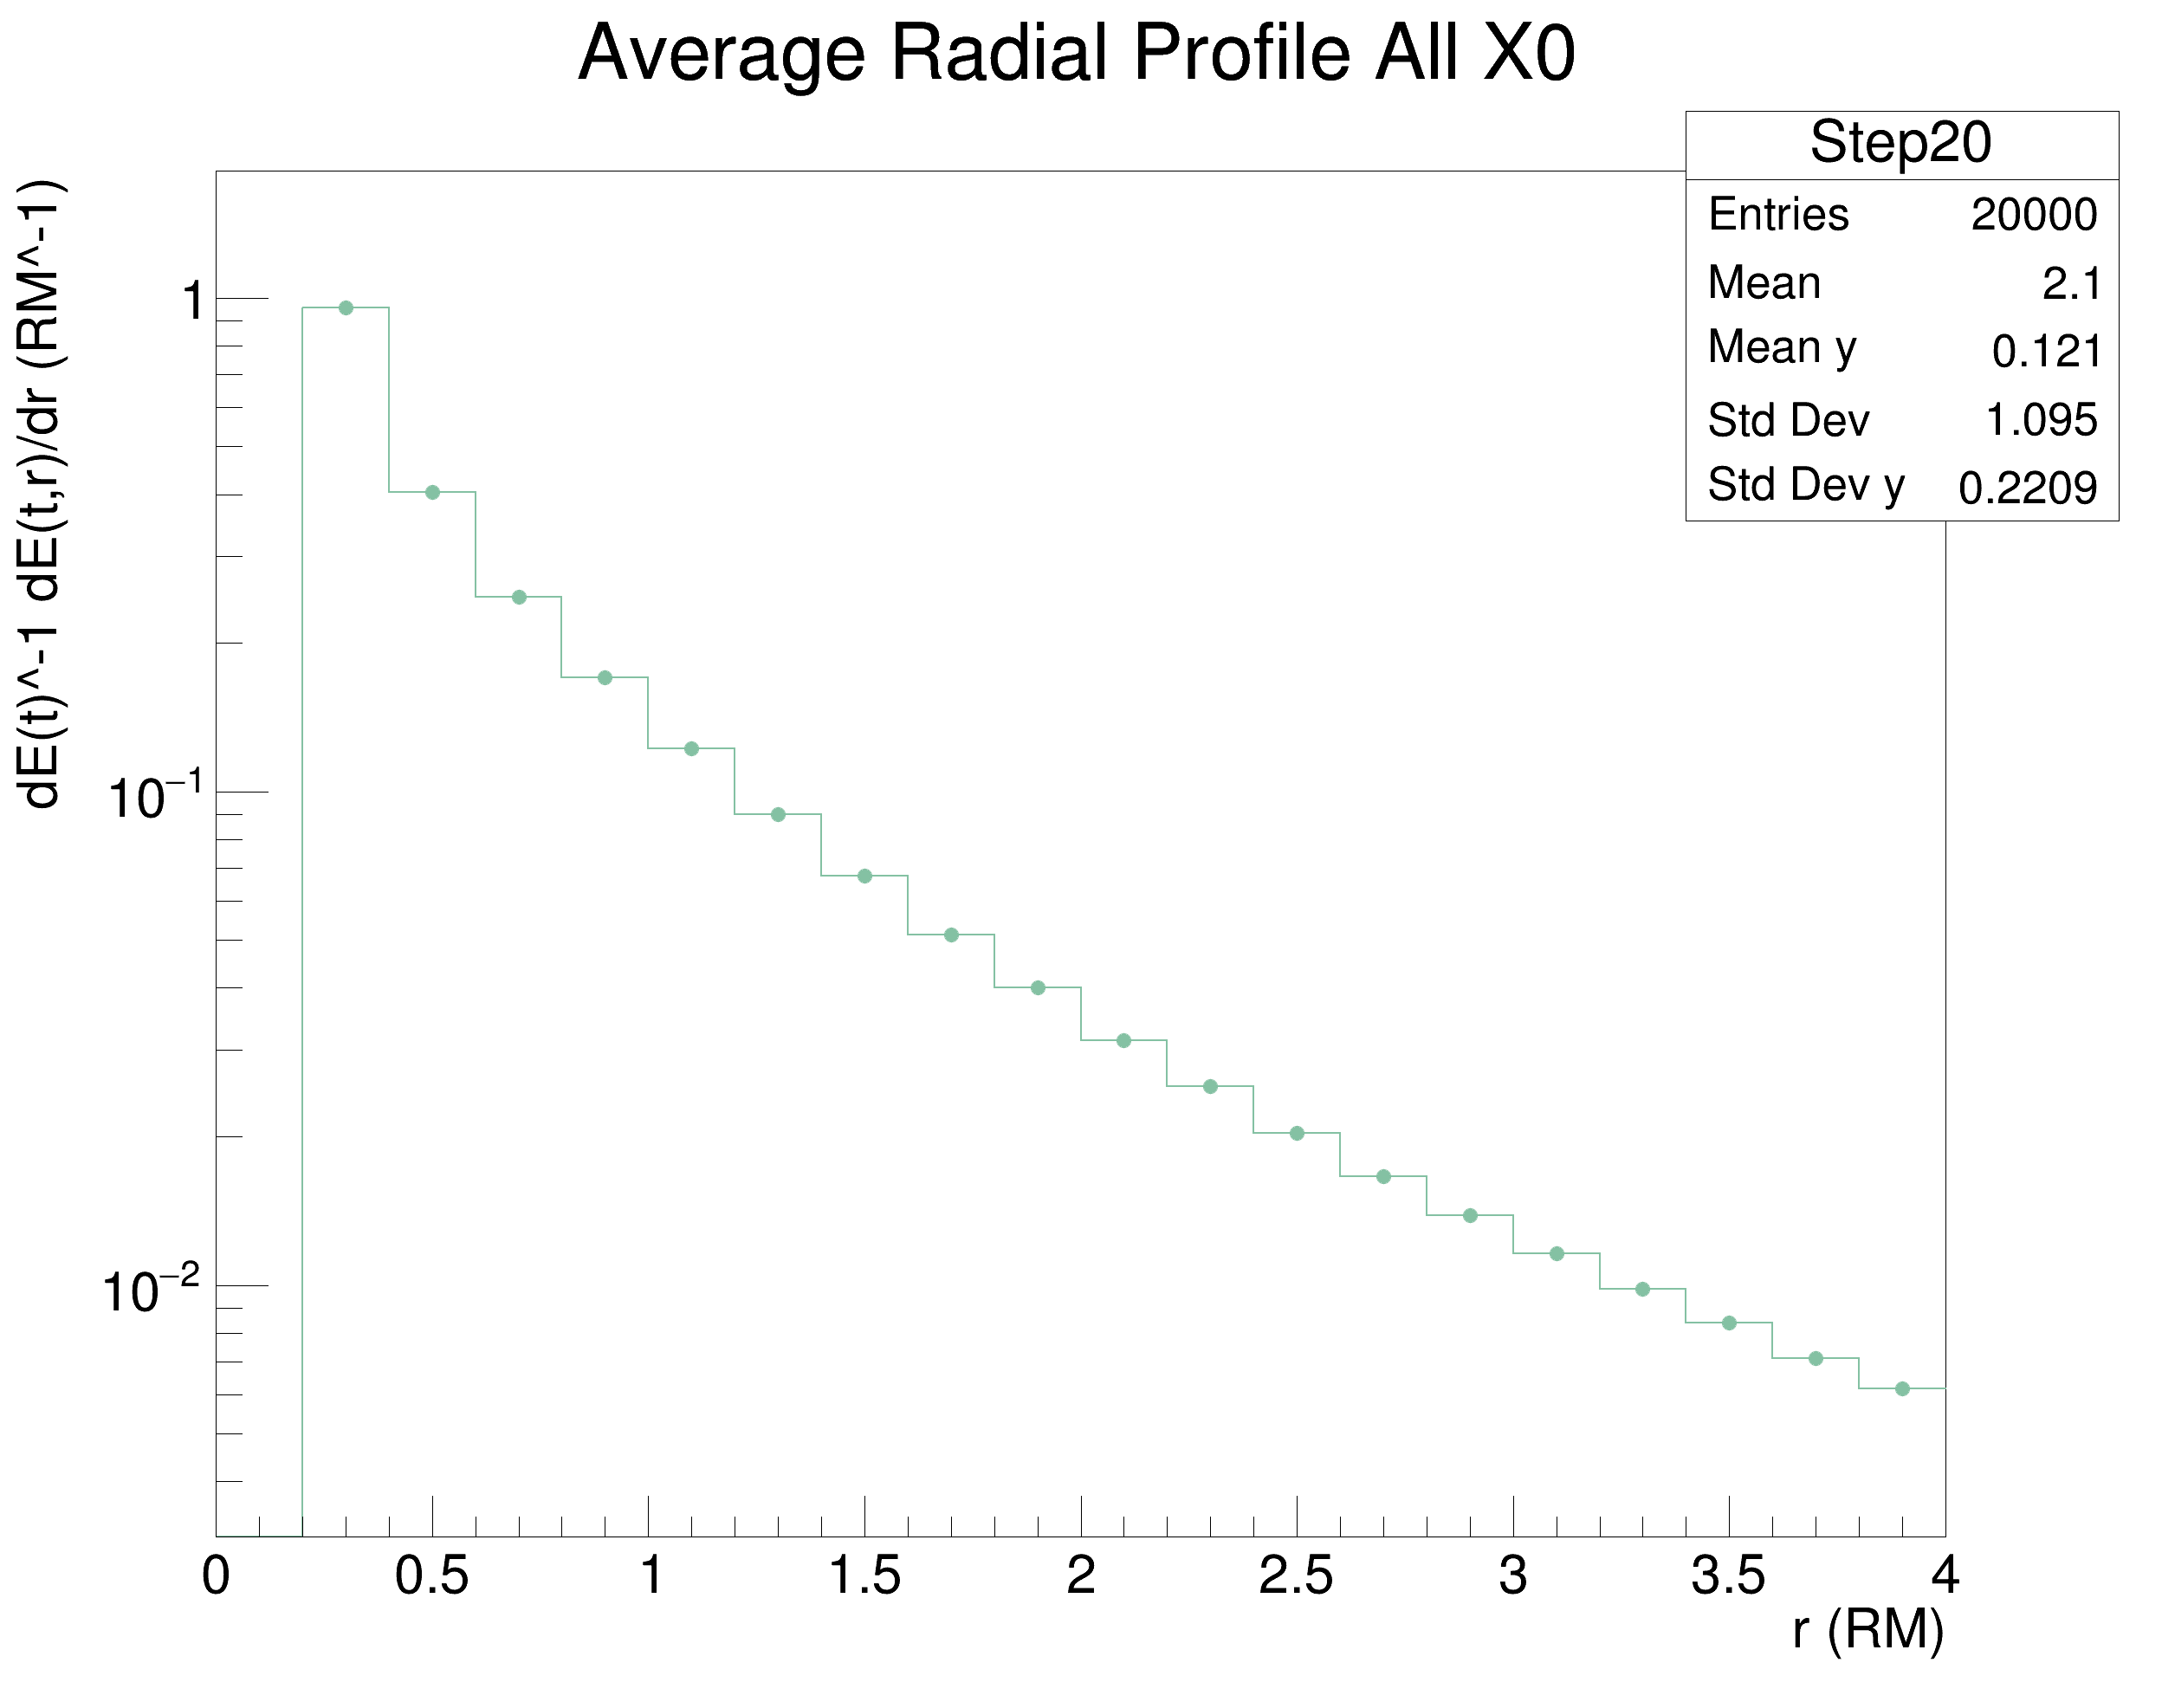 Average Radial Profile All X0
Step20
Entries 20000
Mean 2.1
Mean y 0.121
Std Dev 1.095
Std Dev y 0.2209
dE(t)^-1 dE(t,r)/dr (RM^-1)
1
10⁻¹
10⁻²
0 0.5 1 1.5 2 2.5 3 3.5 4
r (RM)